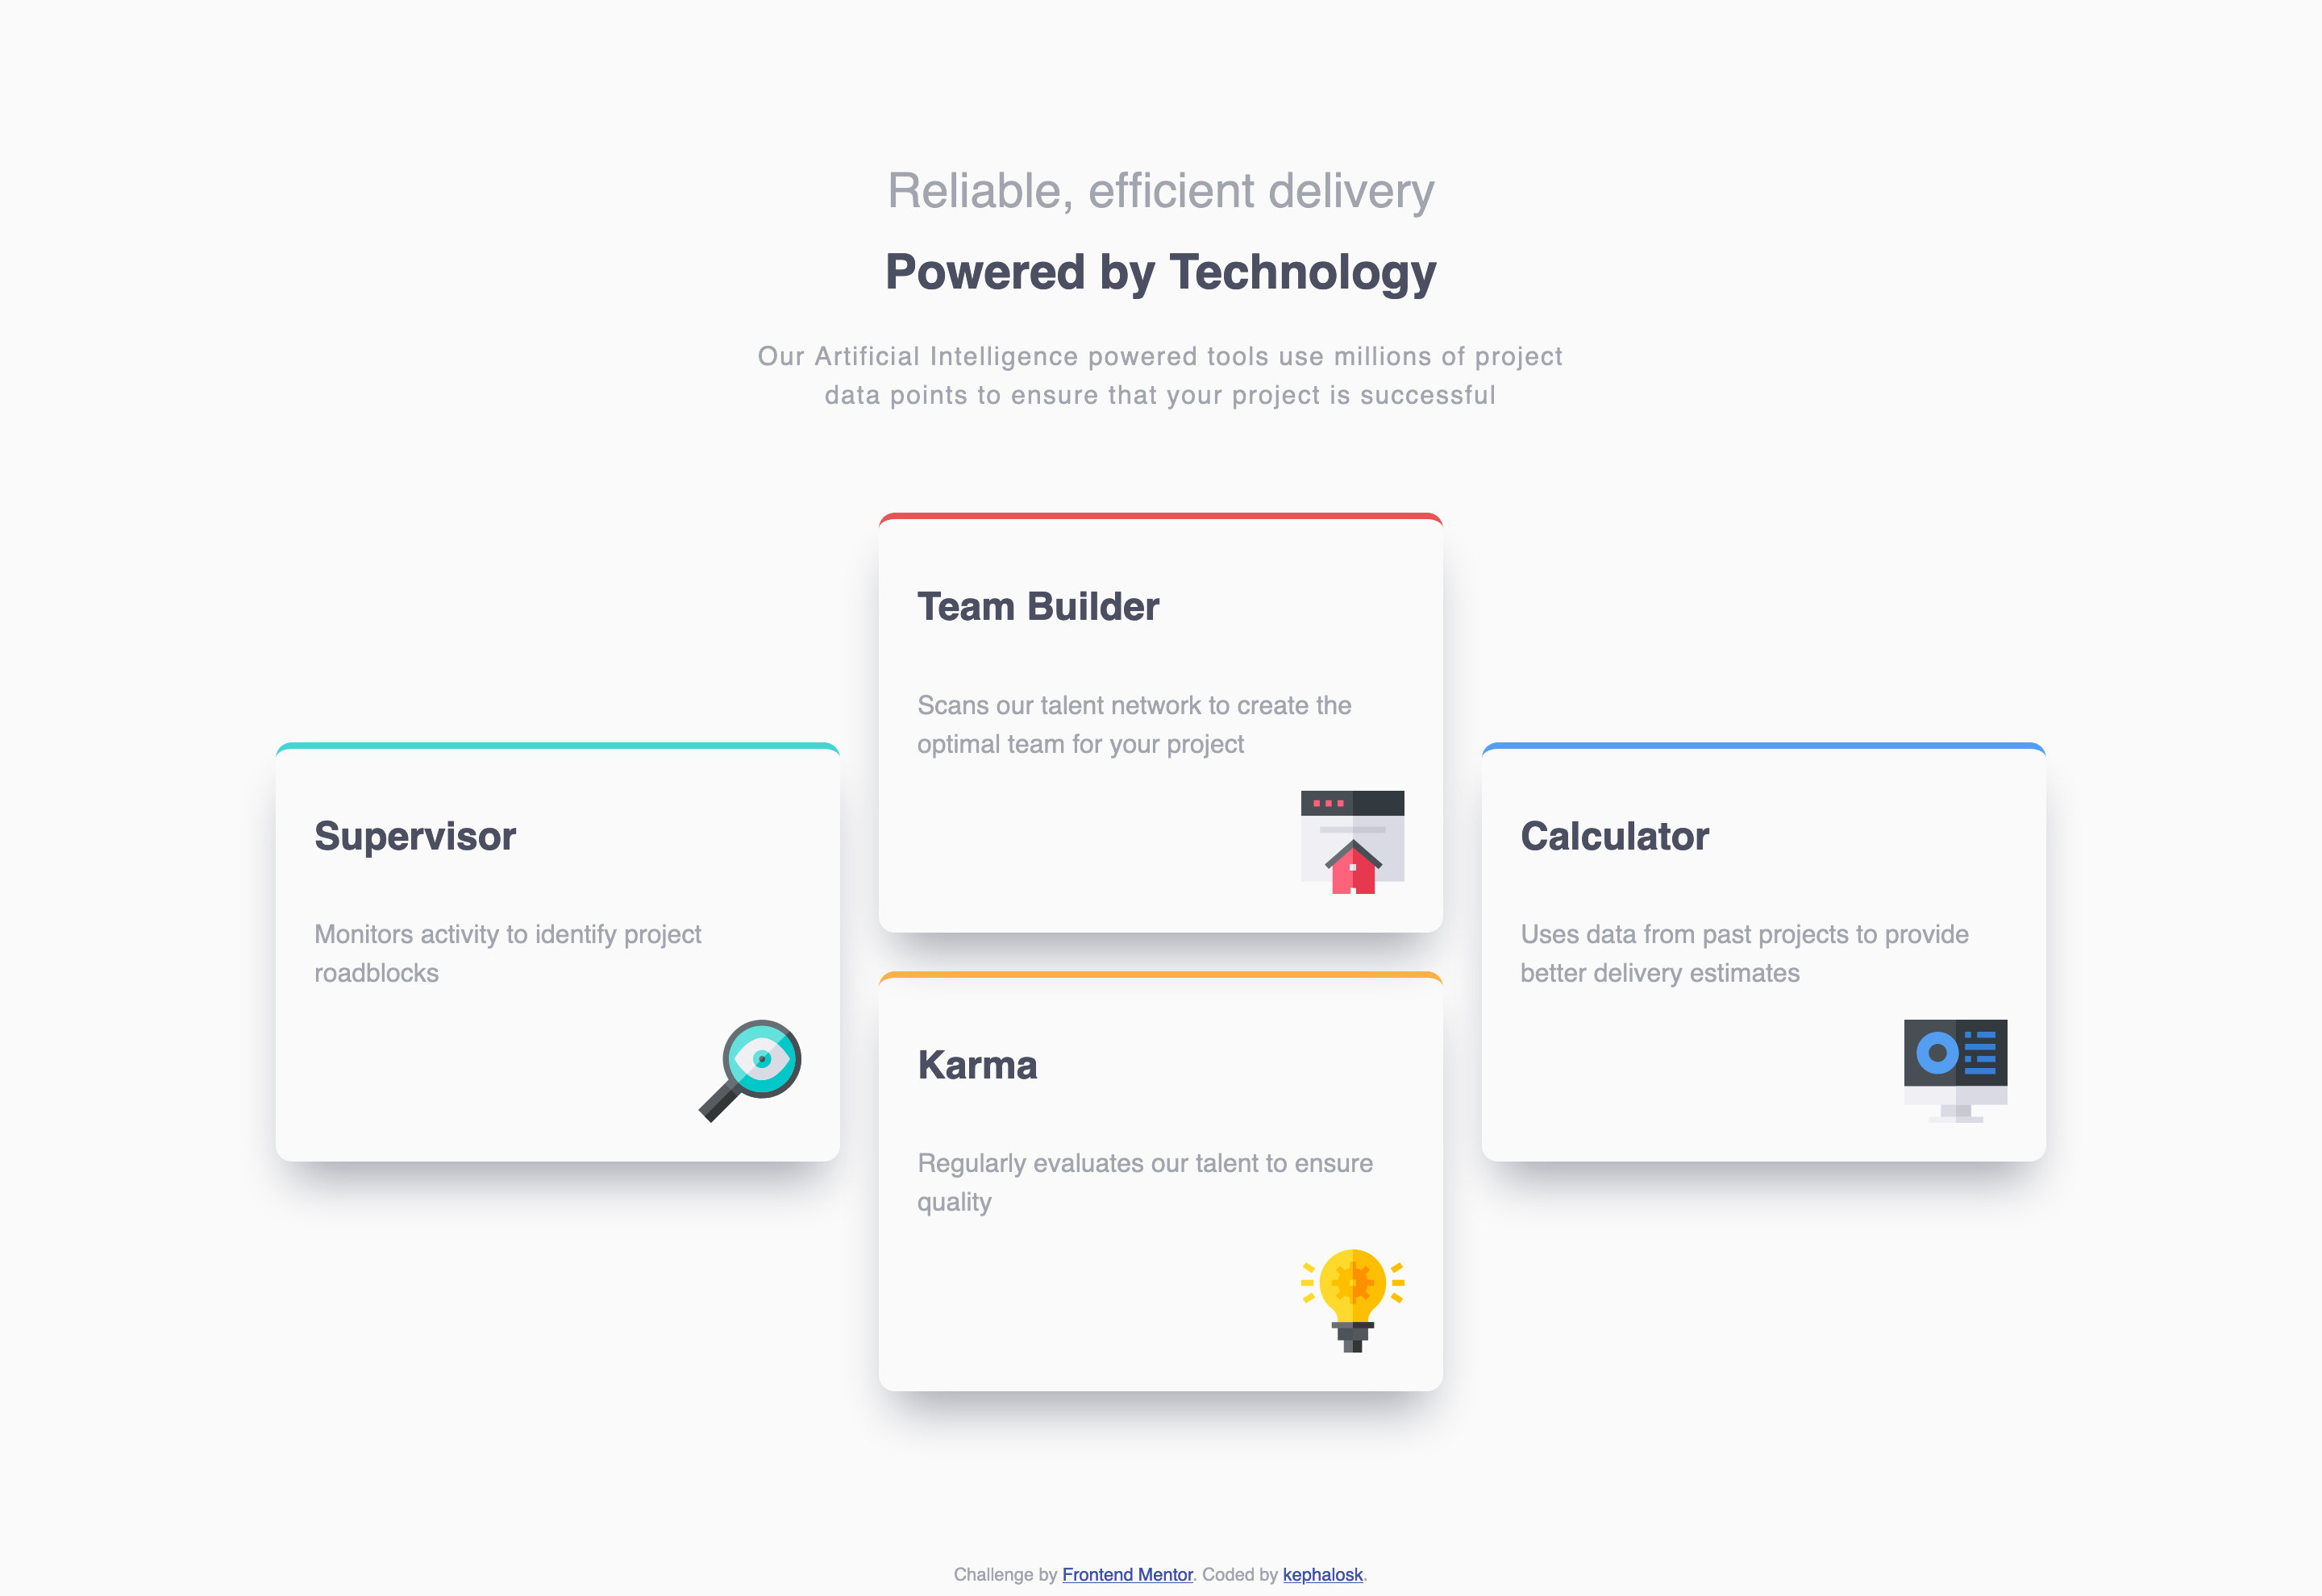 Reliable, efficient delivery
Powered by Technology
Our Artificial Intelligence powered tools use millions of project
data points to ensure that your project is successful
Team Builder
Scans our talent network to create the
optimal team for your project
Supervisor
Monitors activity to identify project
roadblocks
Calculator
Uses data from past projects to provide
better delivery estimates
Karma
Regularly evaluates our talent to ensure
quality
Challenge by Frontend Mentor. Coded by kephalosk.